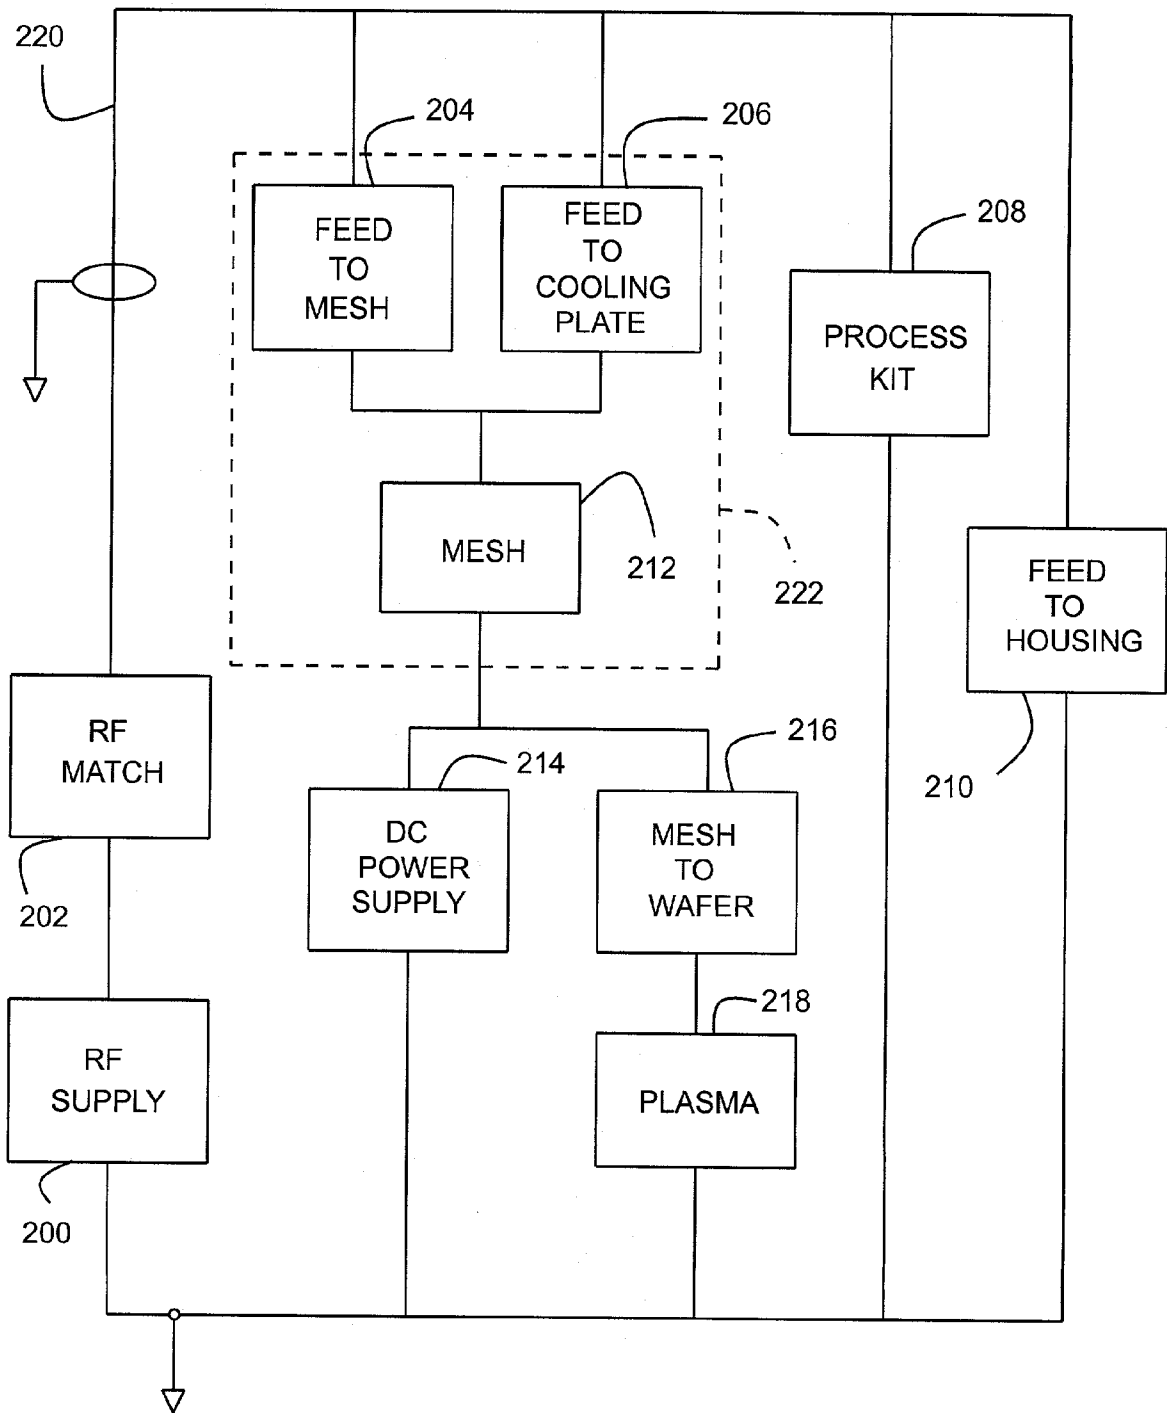 220
204
206
FEED
TO
MESH
FEED
TO
COOLING
PLATE
208
PROCESS
KIT
MESH
212
222
FEED
TO
HOUSING
210
RF
MATCH
202
214
216
DC
POWER
SUPPLY
MESH
TO
WAFER
218
PLASMA
RF
SUPPLY
200